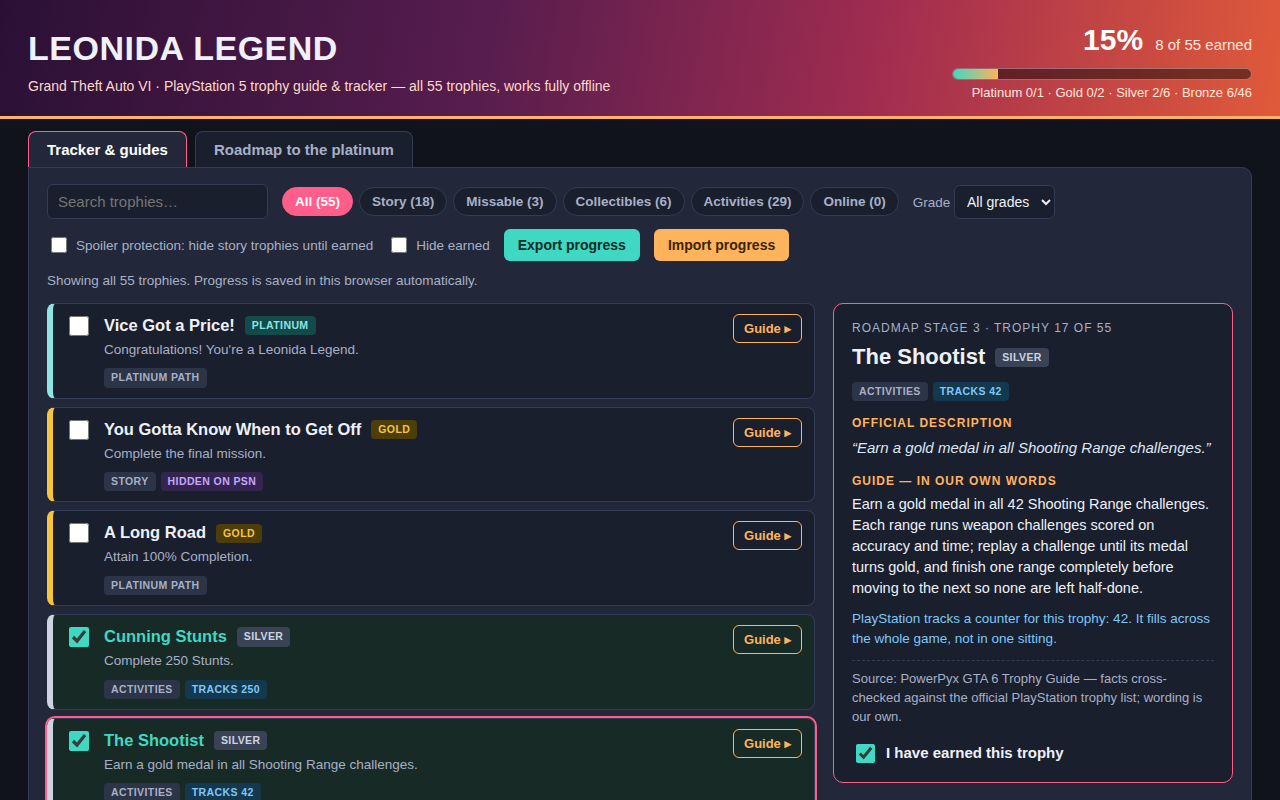 LEONIDA LEGEND
Grand Theft Auto VI · PlayStation 5 trophy guide & tracker — all 55 trophies, works fully offline
15% 8 of 55 earned
Platinum 0/1 · Gold 0/2 · Silver 2/6 · Bronze 6/46
Tracker & guides
Roadmap to the platinum
Search trophies…
All (55)
Story (18)
Missable (3)
Collectibles (6)
Activities (29)
Online (0)
Grade
All grades
Spoiler protection: hide story trophies until earned
Hide earned
Export progress
Import progress
Showing all 55 trophies. Progress is saved in this browser automatically.
Vice Got a Price! PLATINUM
Guide ▸
Congratulations! You're a Leonida Legend.
PLATINUM PATH
You Gotta Know When to Get Off GOLD
Guide ▸
Complete the final mission.
STORY HIDDEN ON PSN
A Long Road GOLD
Guide ▸
Attain 100% Completion.
PLATINUM PATH
Cunning Stunts SILVER
Guide ▸
Complete 250 Stunts.
ACTIVITIES TRACKS 250
The Shootist SILVER
Guide ▸
Earn a gold medal in all Shooting Range challenges.
ACTIVITIES TRACKS 42
ROADMAP STAGE 3 · TROPHY 17 OF 55
The Shootist SILVER
ACTIVITIES TRACKS 42
OFFICIAL DESCRIPTION
“Earn a gold medal in all Shooting Range challenges.”
GUIDE — IN OUR OWN WORDS
Earn a gold medal in all 42 Shooting Range challenges.
Each range runs weapon challenges scored on
accuracy and time; replay a challenge until its medal
turns gold, and finish one range completely before
moving to the next so none are left half-done.
PlayStation tracks a counter for this trophy: 42. It fills across
the whole game, not in one sitting.
Source: PowerPyx GTA 6 Trophy Guide — facts cross-
checked against the official PlayStation trophy list; wording is
our own.
I have earned this trophy